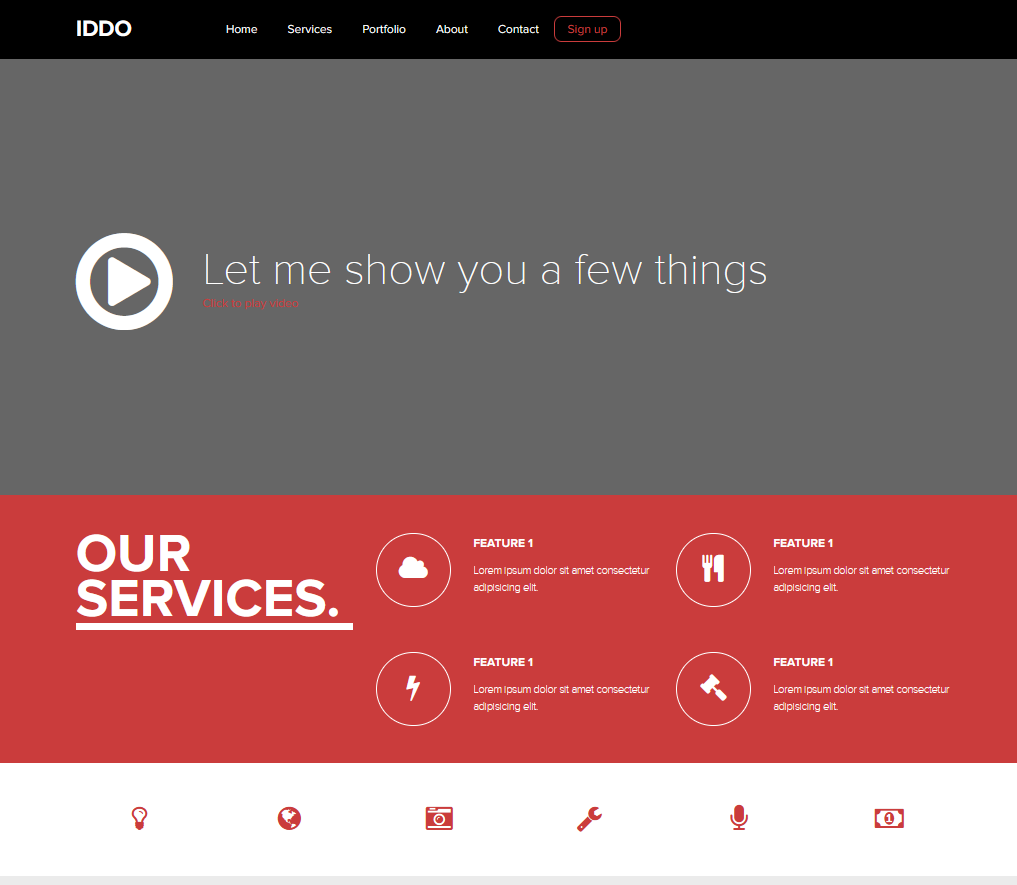 IDDO
Home Services Portfolio About Contact Sign up
Let me show you a few things
Click to play video
OUR
SERVICES.
FEATURE 1
Lorem ipsum dolor sit amet consectetur
adipisicing elit.
FEATURE 1
Lorem ipsum dolor sit amet consectetur
adipisicing elit.
FEATURE 1
Lorem ipsum dolor sit amet consectetur
adipisicing elit.
FEATURE 1
Lorem ipsum dolor sit amet consectetur
adipisicing elit.
1